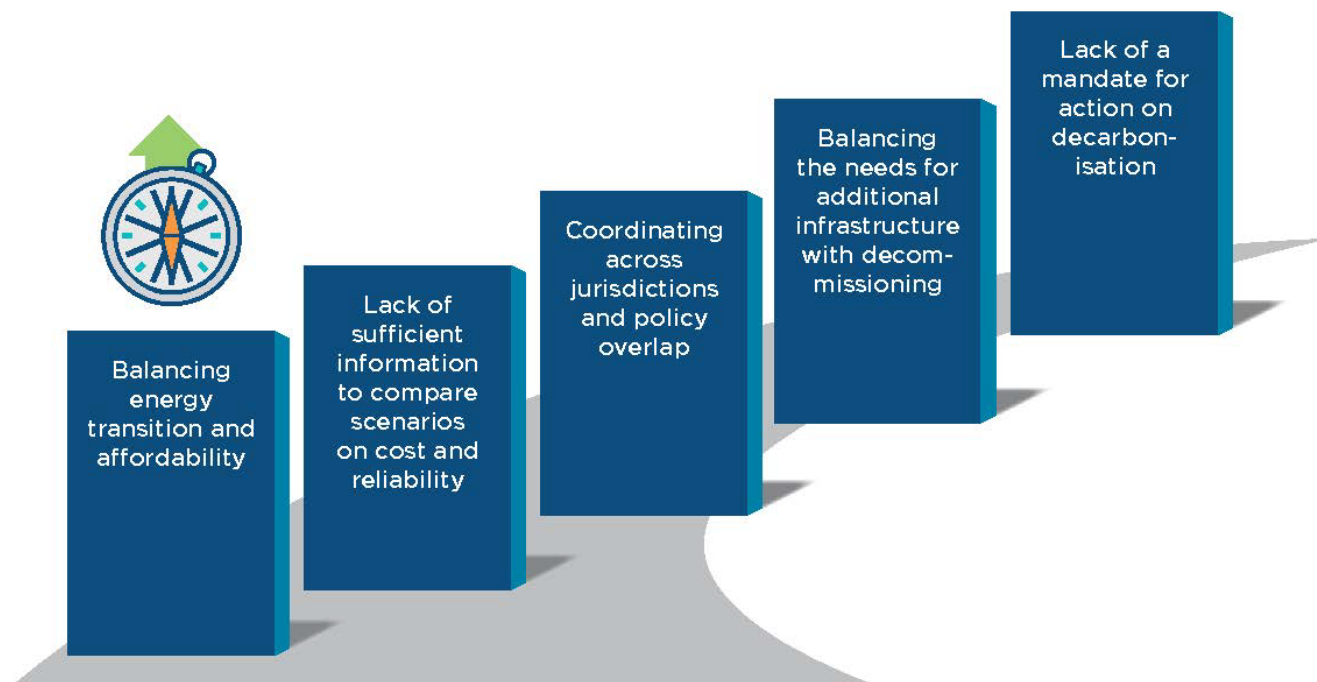 Balancing
energy
transition and
affordability
Lack of
sufficient
information
to compare
scenarios
on cost and
reliability
Coordinating
across
jurisdictions
and policy
overlap
Balancing
the needs for
additional
infrastructure
with decom-
missioning
Lack of a
mandate for
action on
decarbon-
isation